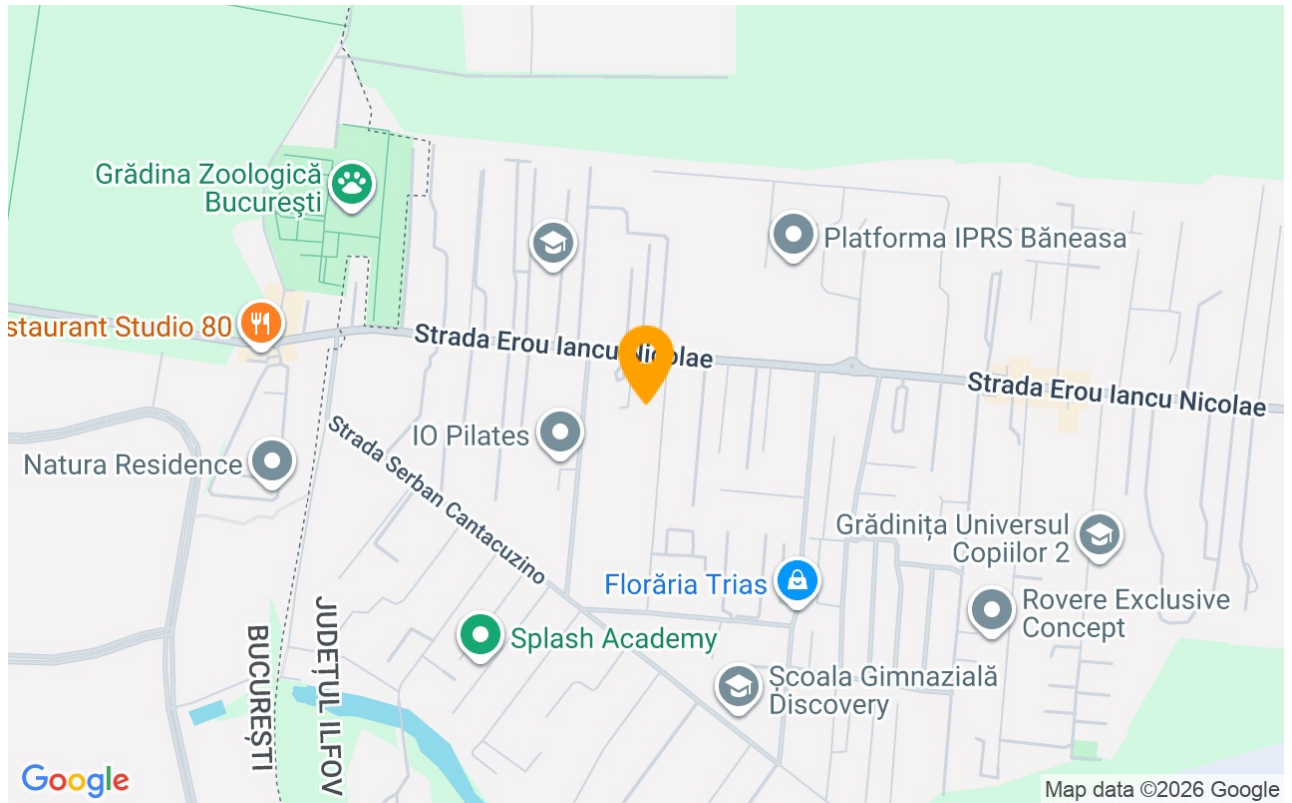 Grădina Zoologică
București
Platforma IPRS Băneasa
staurant Studio 80
Strada Erou Iancu Nicolae
Strada Erou Iancu Nicolae
IO Pilates
Natura Residence
Strada Serban Cantacuzino
Grădinița Universul
Copiilor 2
Florăria Trias
Rovere Exclusive
Concept
JUDEȚUL ILFOV
BUCUREȘTI
Splash Academy
Școala Gimnazială
Discovery
Google
Map data ©2026 Google